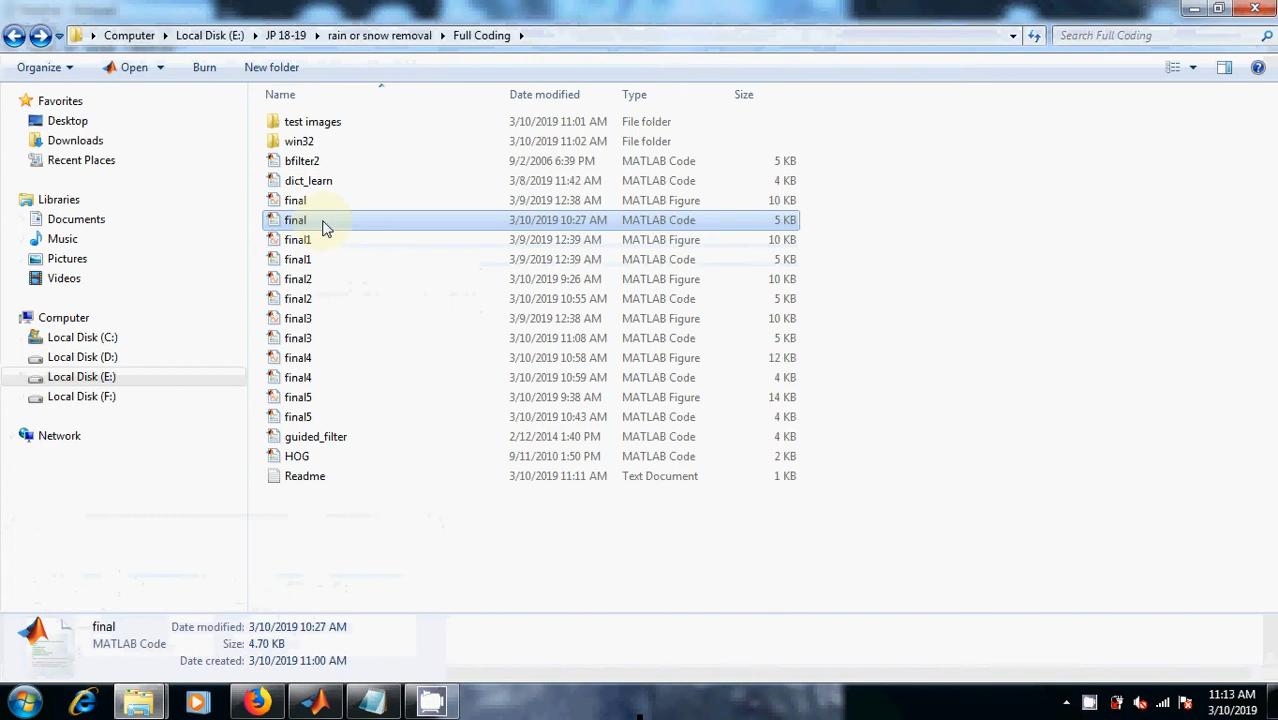 Computer Local Disk (E:) JP 18-19 rain or snow removal Full Coding Search Full Coding
Organize Open Burn New folder
Name Date modified Type Size
Favorites
Desktop
Downloads
Recent Places
Libraries
Documents
Music
Pictures
Videos
Computer
Local Disk (C:)
Local Disk (D:)
Local Disk (E:)
Local Disk (F:)
Network
test images 3/10/2019 11:01 AM File folder
win32 3/10/2019 11:02 AM File folder
bfilter2 9/2/2006 6:39 PM MATLAB Code 5 KB
dict_learn 3/8/2019 11:42 AM MATLAB Code 4 KB
final 3/9/2019 12:38 AM MATLAB Figure 10 KB
final 3/10/2019 10:27 AM MATLAB Code 5 KB
final1 3/9/2019 12:39 AM MATLAB Figure 10 KB
final1 3/9/2019 12:39 AM MATLAB Code 5 KB
final2 3/10/2019 9:26 AM MATLAB Figure 10 KB
final2 3/10/2019 10:55 AM MATLAB Code 5 KB
final3 3/9/2019 12:38 AM MATLAB Figure 10 KB
final3 3/10/2019 11:08 AM MATLAB Code 5 KB
final4 3/10/2019 10:58 AM MATLAB Figure 12 KB
final4 3/10/2019 10:59 AM MATLAB Code 4 KB
final5 3/10/2019 9:38 AM MATLAB Figure 14 KB
final5 3/10/2019 10:43 AM MATLAB Code 4 KB
guided_filter 2/12/2014 1:40 PM MATLAB Code 4 KB
HOG 9/11/2010 1:50 PM MATLAB Code 2 KB
Readme 3/10/2019 11:11 AM Text Document 1 KB
final Date modified: 3/10/2019 10:27 AM
MATLAB Code Size: 4.70 KB
Date created: 3/10/2019 11:00 AM
11:13 AM
3/10/2019